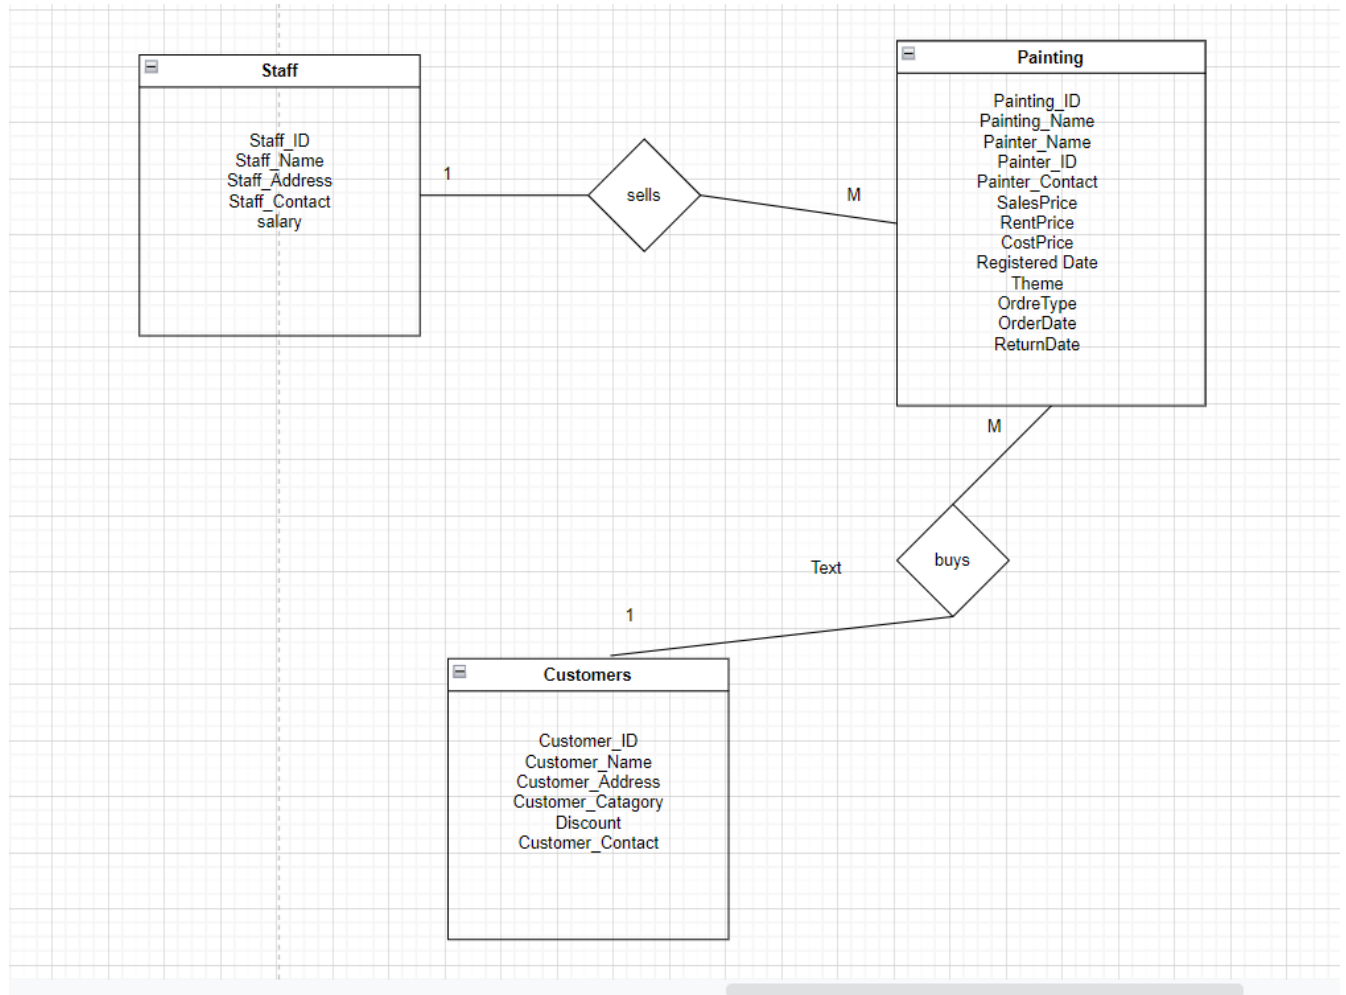 Staff
Staff_ID
Staff_Name
Staff_Address
Staff_Contact
salary
1
sells
M
Painting
Painting_ID
Painting_Name
Painter_Name
Painter_ID
Painter_Contact
SalesPrice
RentPrice
CostPrice
Registered Date
Theme
OrdreType
OrderDate
ReturnDate
M
buys
Text
1
Customers
Customer_ID
Customer_Name
Customer_Address
Customer_Catagory
Discount
Customer_Contact